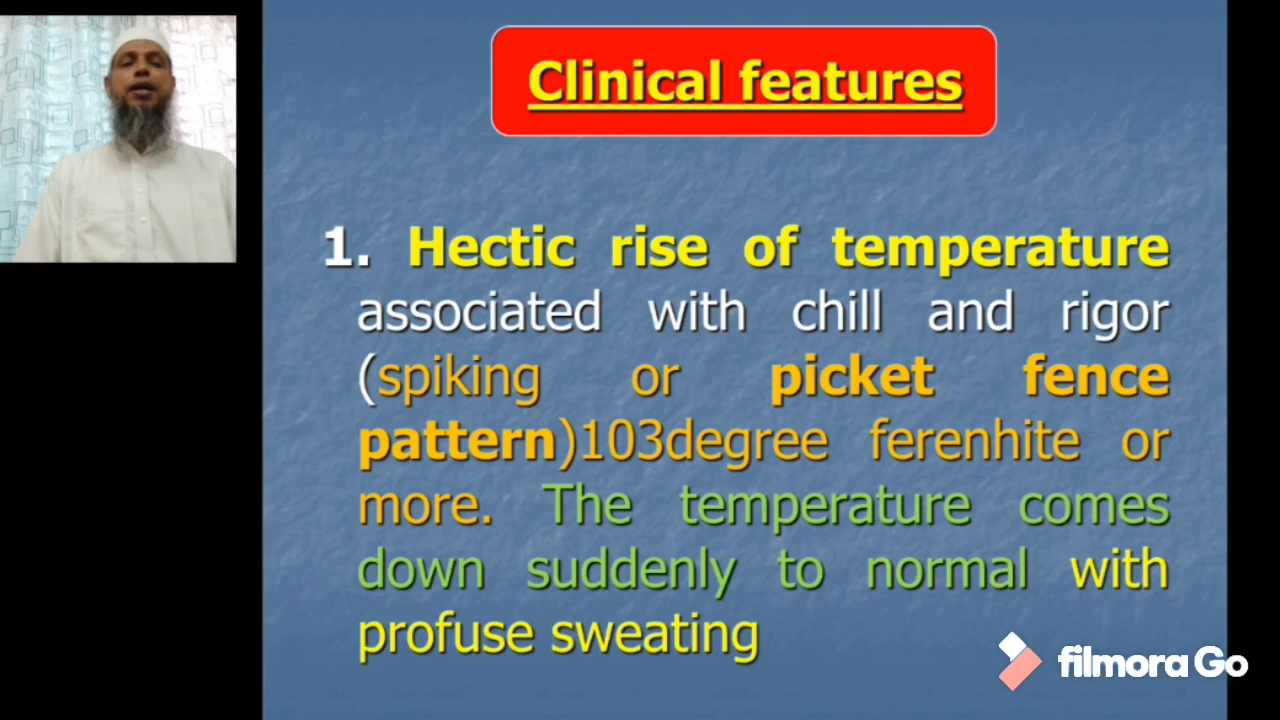 Clinical features
1. Hectic rise of temperature
associated with chill and rigor
(spiking or picket fence
pattern)103degree ferenhite or
more. The temperature comes
down suddenly to normal with
profuse sweating
filmora Go